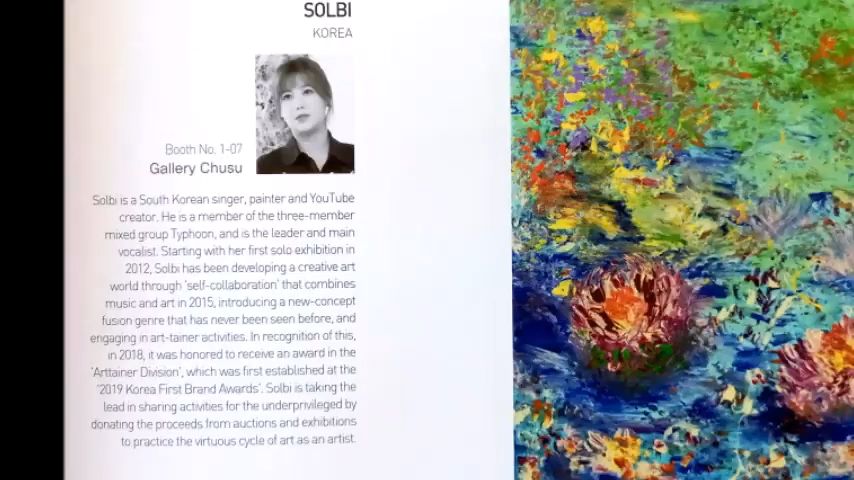 SOLBI
KOREA
Booth No. 1-07
Gallery Chusu
Solbi is a South Korean singer, painter and YouTube
creator. He is a member of the three-member
mixed group Typhoon, and is the leader and main
vocalist. Starting with her first solo exhibition in
2012, Solbi has been developing a creative art
world through 'self-collaboration' that combines
music and art in 2015, introducing a new-concept
fusion genre that has never been seen before, and
engaging in art-tainer activities. In recognition of this,
in 2018, it was honored to receive an award in the
'Arttainer Division', which was first established at the
'2019 Korea First Brand Awards'. Solbi is taking the
lead in sharing activities for the underprivileged by
donating the proceeds from auctions and exhibitions
to practice the virtuous cycle of art as an artist.